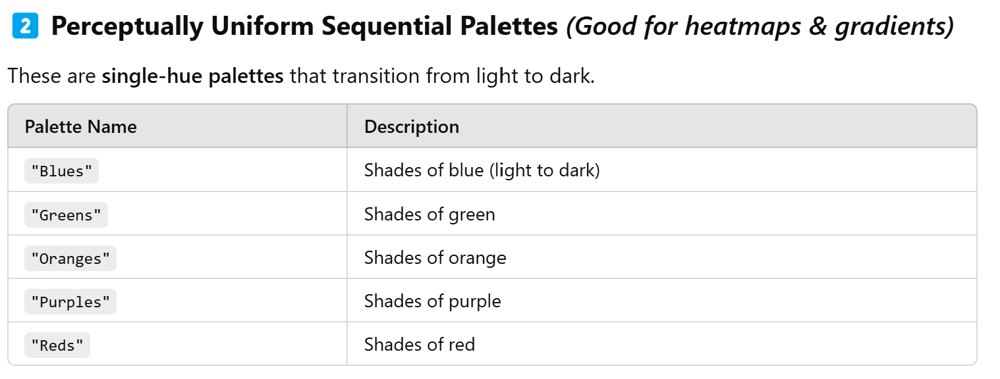 2 Perceptually Uniform Sequential Palettes (Good for heatmaps & gradients)
These are single-hue palettes that transition from light to dark.
Palette Name Description
"Blues" Shades of blue (light to dark)
"Greens" Shades of green
"Oranges" Shades of orange
"Purples" Shades of purple
"Reds" Shades of red